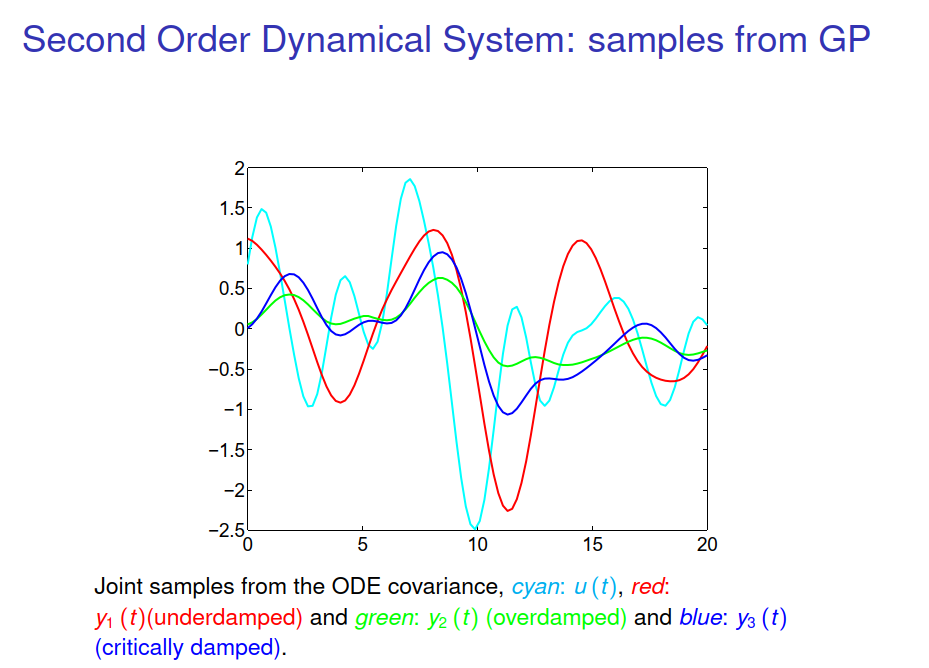 Second Order Dynamical System: samples from GP
2
1.5
1
0.5
0
−0.5
−1
−1.5
−2
−2.5
0 5 10 15 20
Joint samples from the ODE covariance, cyan: u (t), red:
y₁ (t)(underdamped) and green: y₂ (t) (overdamped) and blue: y₃ (t)
(critically damped).